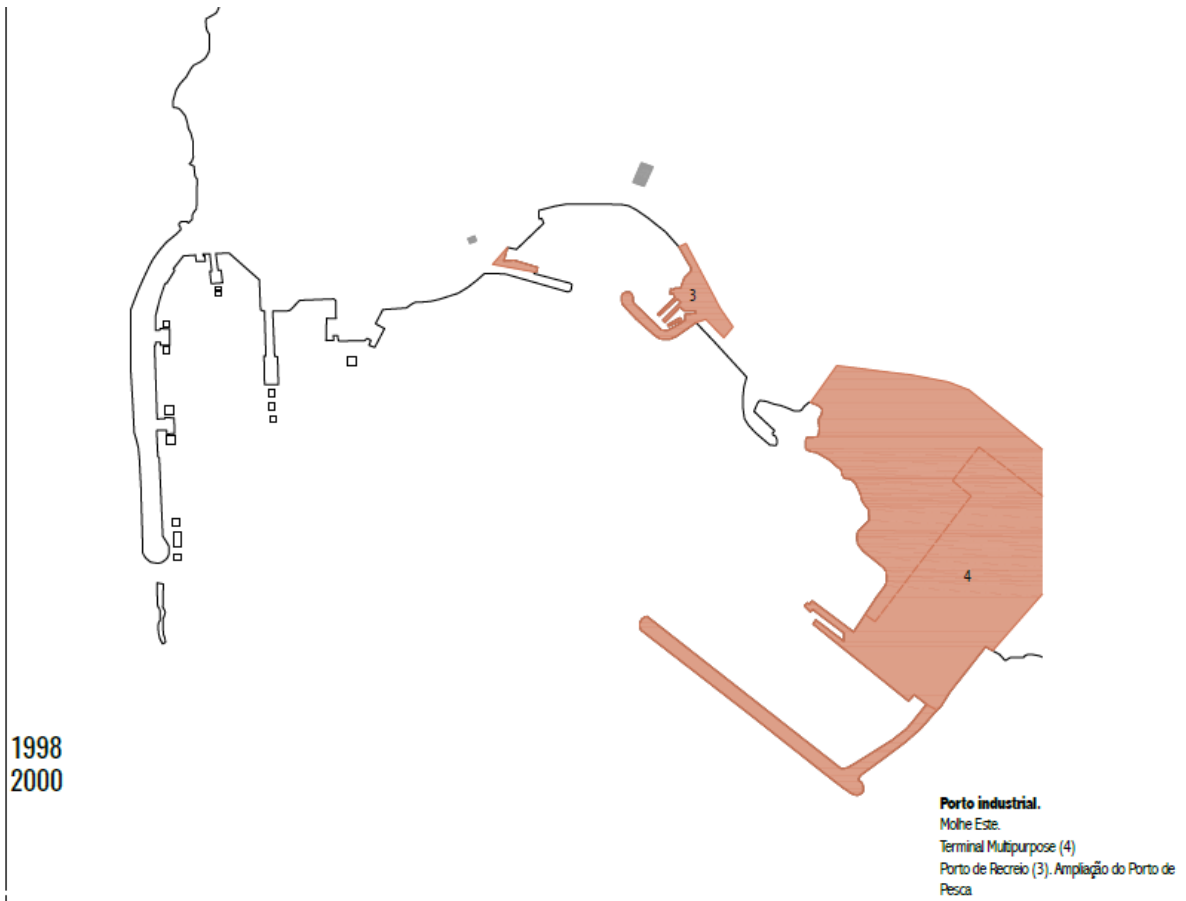 3
4
1998
2000
Porto industrial.
Molhe Este.
Terminal Multipurpose (4)
Porto de Recreio (3). Ampliação do Porto de
Pesca